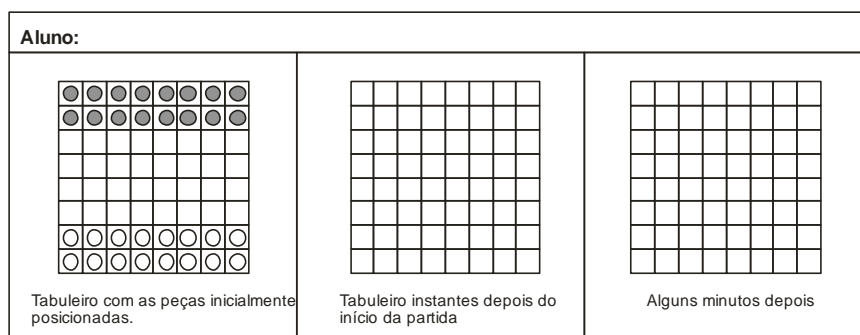 Aluno:
Tabuleiro com as peças inicialmente
posicionadas.
Tabuleiro instantes depois do
início da partida
Alguns minutos depois